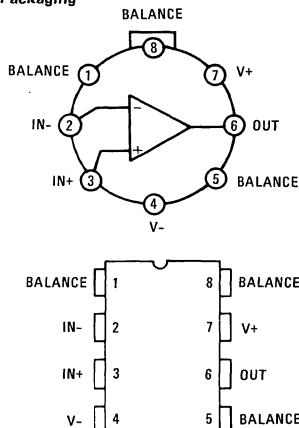 Packaging
BALANCE
8
BALANCE 1 7 V+
IN- 2 - 6 OUT
IN+ 3 + 5 BALANCE
4
V-
BALANCE 1 8 BALANCE
IN- 2 7 V+
IN+ 3 6 OUT
V- 4 5 BALANCE